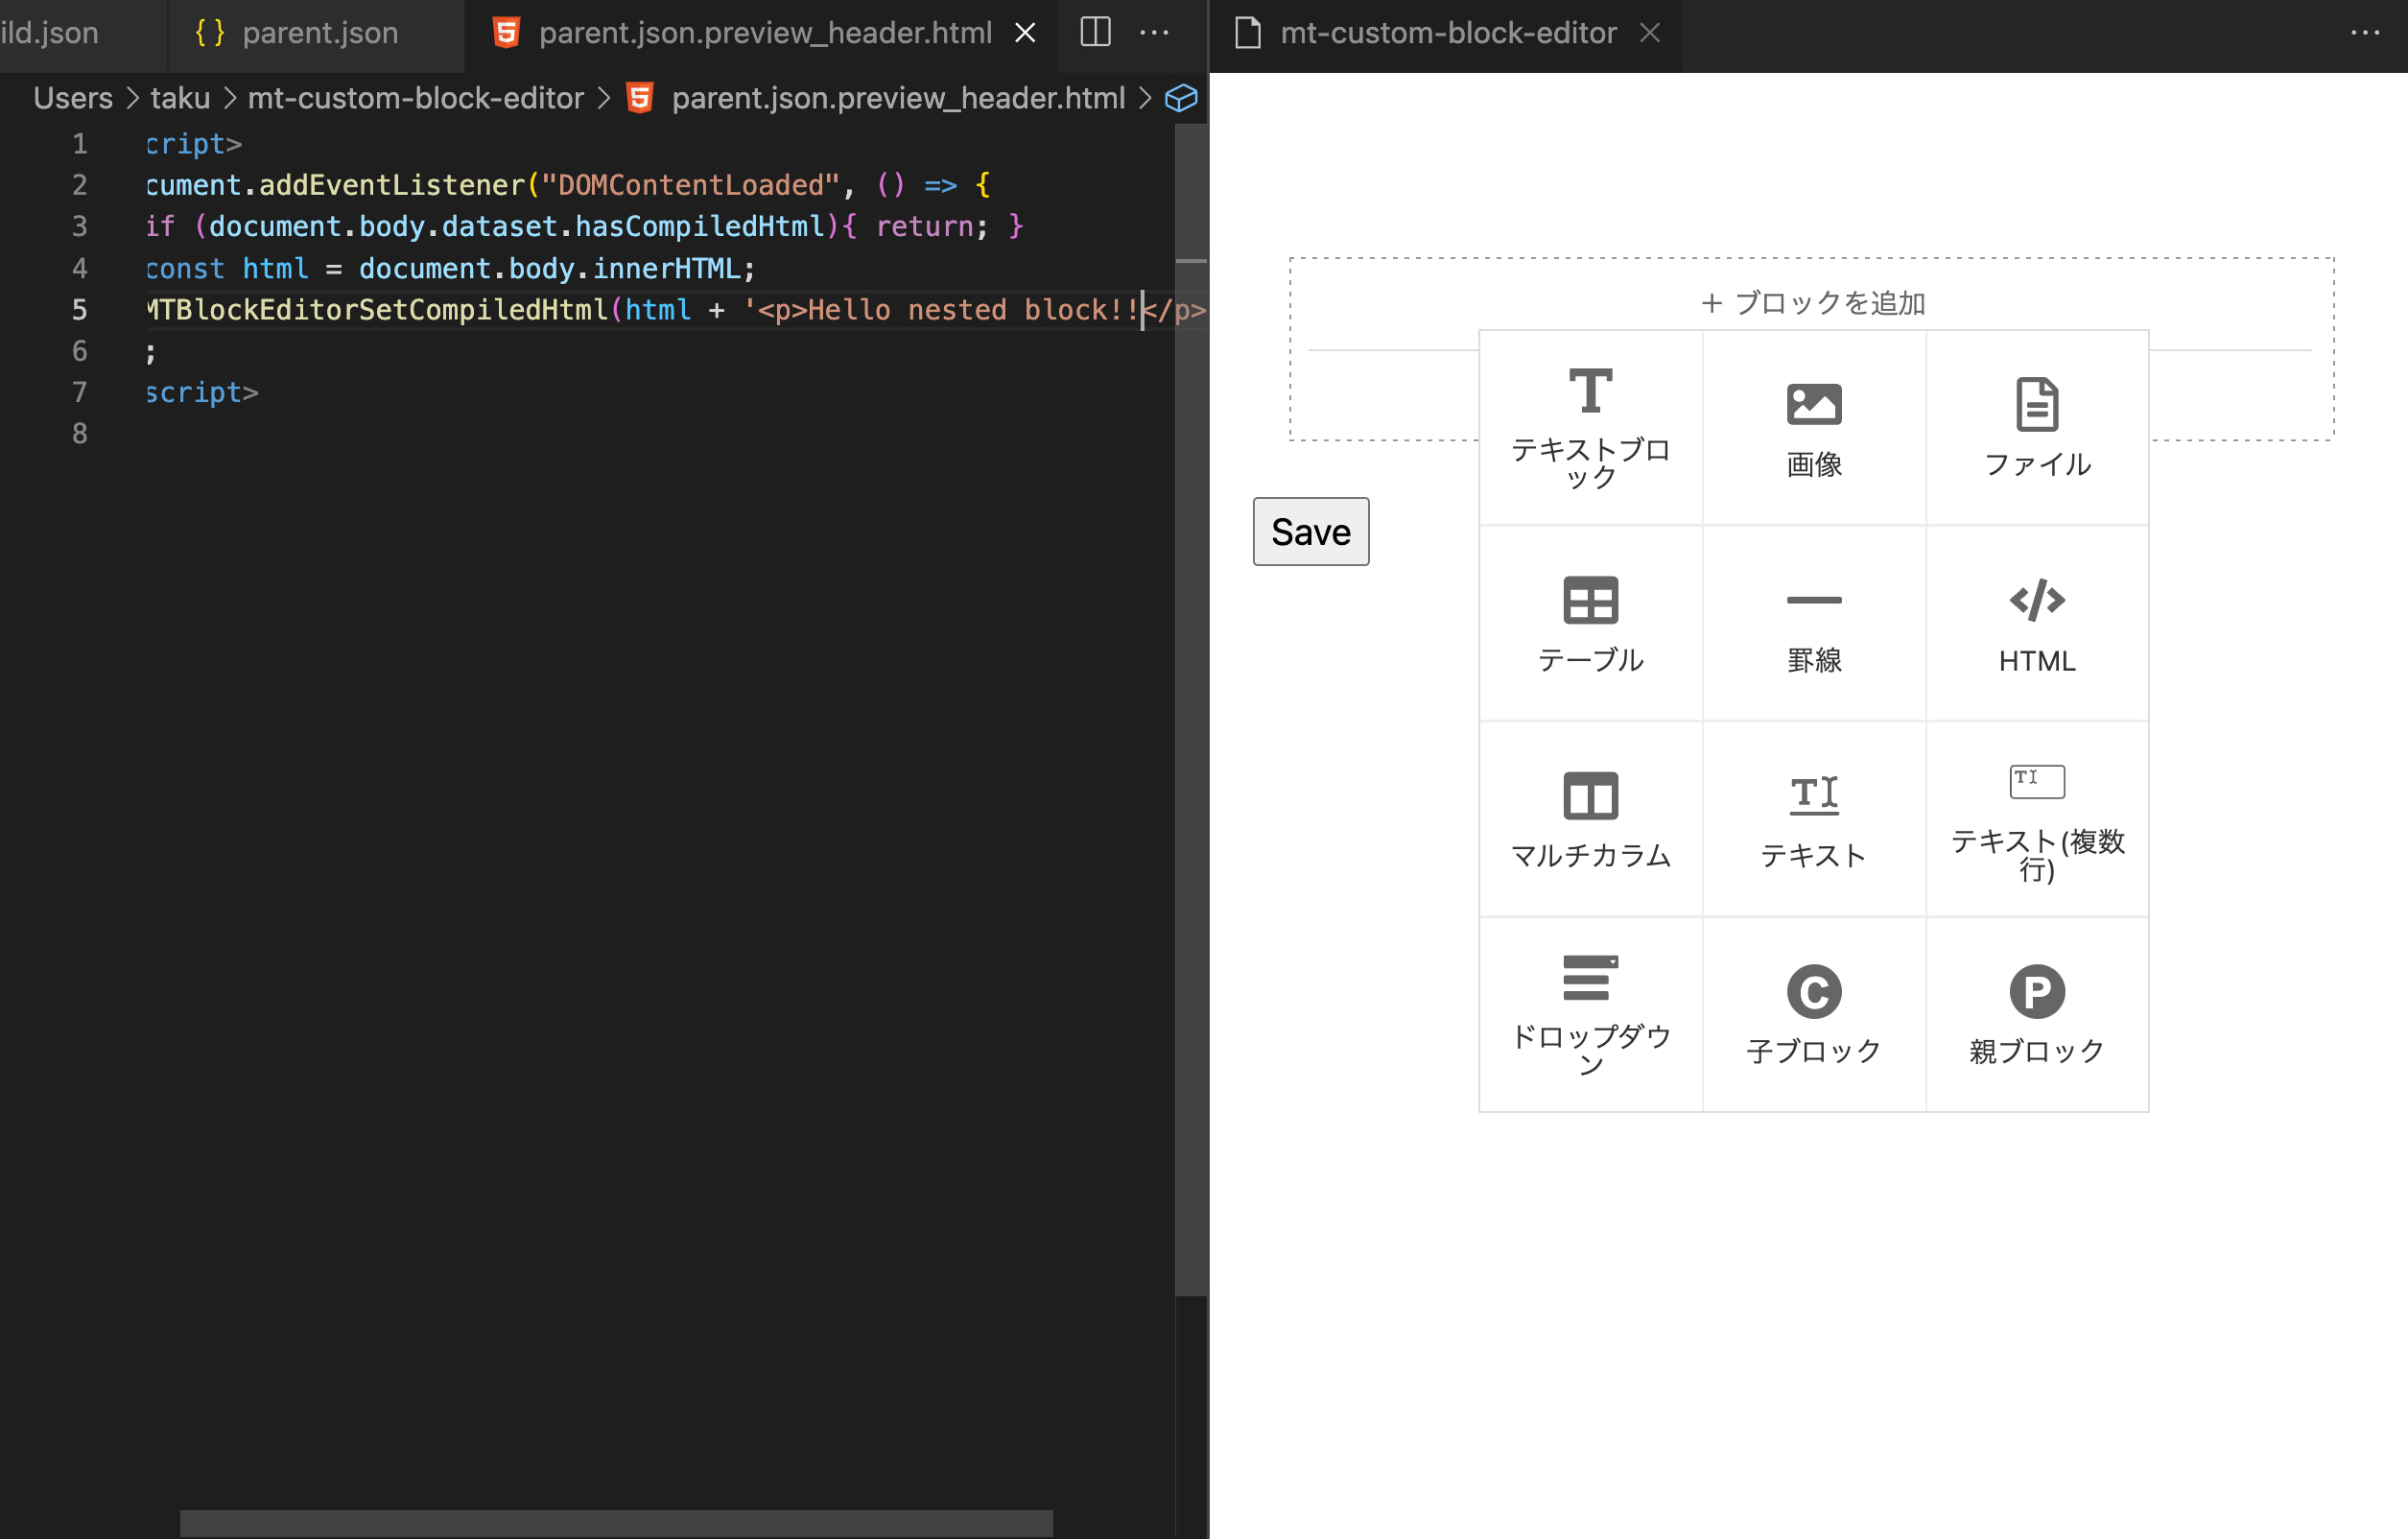 ild.json
{ } parent.json
parent.json.preview_header.html
mt-custom-block-editor
Users > taku > mt-custom-block-editor > parent.json.preview_header.html >
1 cript>
2 cument.addEventListener("DOMContentLoaded", () => {
3 if (document.body.dataset.hasCompiledHtml){ return; }
4 const html = document.body.innerHTML;
5 MTBlockEditorSetCompiledHtml(html + '<p>Hello nested block!!</p>
6 ;
7 script>
8
+ ブロックを追加
テキストブロ
ック
画像
ファイル
Save
テーブル
罫線
HTML
マルチカラム
テキスト
テキスト(複数
行)
ドロップダウ
ン
子ブロック
親ブロック